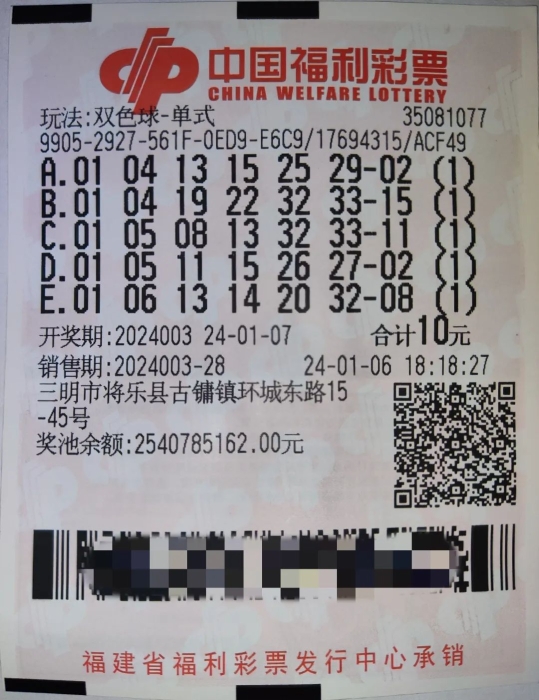 中国福利彩票
CHINA WELFARE LOTTERY
玩法:双色球-单式 35081077
9905-2927-561F-0ED9-E6C9/17694315/ACF49
A.01 04 13 15 25 29-02 (1)
B.01 04 19 22 32 33-15 (1)
C.01 05 08 13 32 33-11 (1)
D.01 05 11 15 26 27-02 (1)
E.01 06 13 14 20 32-08 (1)
开奖期:2024003 24-01-07 合计10元
销售期:2024003-28 24-01-06 18:18:27
三明市将乐县古镛镇环城东路15
-45号
奖池余额:2540785162.00元
福建省福利彩票发行中心承销